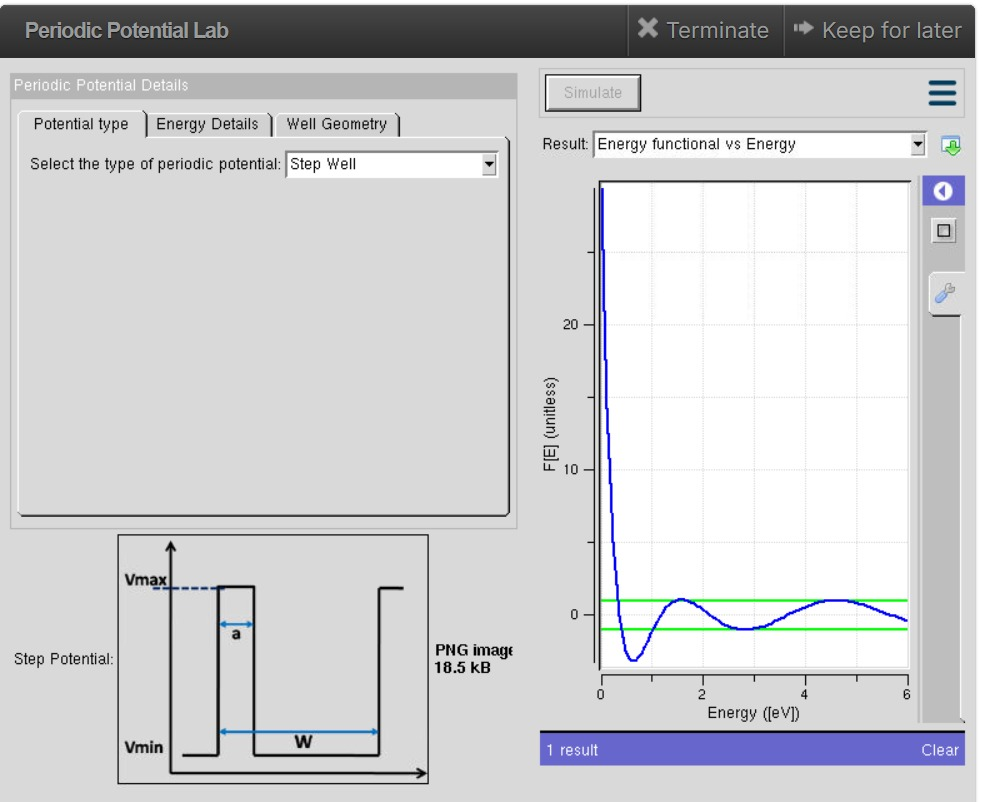 Periodic Potential Lab
Terminate
Keep for later
Periodic Potential Details
Potential type
Energy Details
Well Geometry
Select the type of periodic potential: Step Well
Step Potential:
Vmax
a
W
Vmin
PNG image
18.5 kB
Simulate
Result: Energy functional vs Energy
F[E] (unitless)
20
10
0
0 2 4 6
Energy ([eV])
1 result
Clear